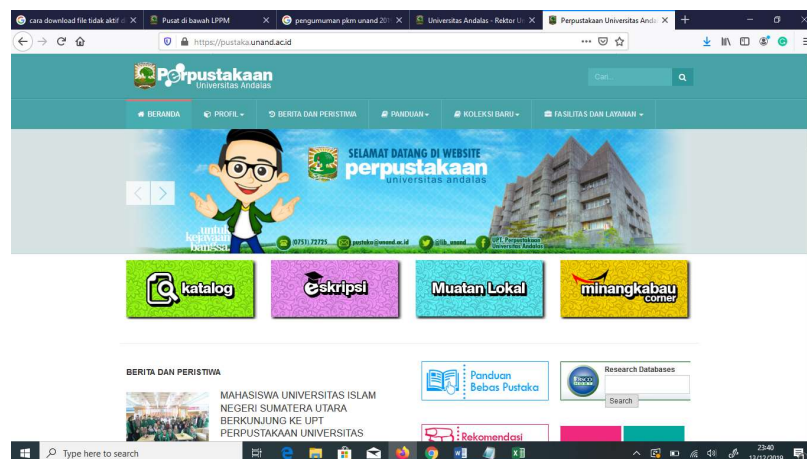 cara download file tidak aktif d
Pusat di bawah LPPM
pengumuman pkm unand 201
Universitas Andalas - Rektor Un
Perpustakaan Universitas Anda
https://pustaka.unand.ac.id
Perpustakaan
Universitas Andalas
Cari...
BERANDA
PROFIL
BERITA DAN PERISTIWA
PANDUAN
KOLEKSI BARU
FASILITAS DAN LAYANAN
SELAMAT DATANG DI WEBSITE
perpustakaan
universitas andalas
untuk
kejayaan
bangsa
(0751) 72725
pustaka@unand.ac.id
@lib_unand
UPT. Perpustakaan
Universitas Andalas
katalog
eskripsi
Muatan Lokal
minangkabau
corner
BERITA DAN PERISTIWA
MAHASISWA UNIVERSITAS ISLAM
NEGERI SUMATERA UTARA
BERKUNJUNG KE UPT
PERPUSTAKAAN UNIVERSITAS
Panduan
Bebas Pustaka
Rekomendasi
EBSCO
HOST
Research Databases
Search
Type here to search
23:40
13/12/2019